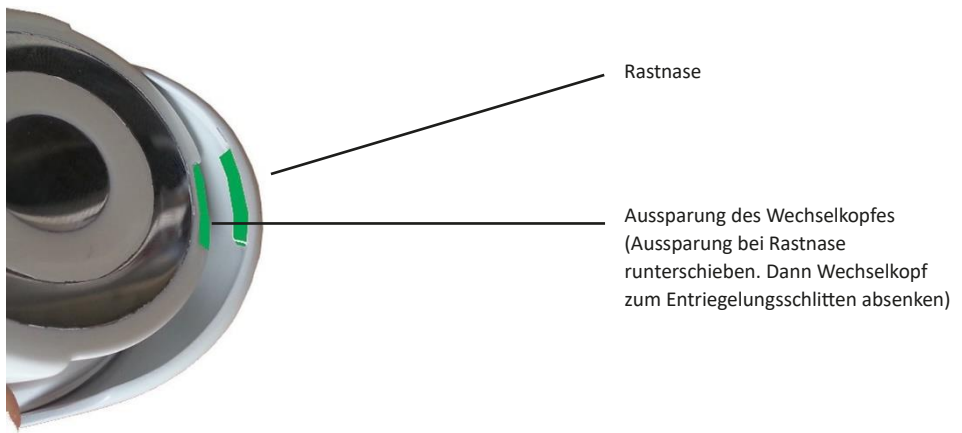 Rastnase
Aussparung des Wechselkopfes
(Aussparung bei Rastnase
runterschieben. Dann Wechselkopf
zum Entriegelungsschlitten absenken)